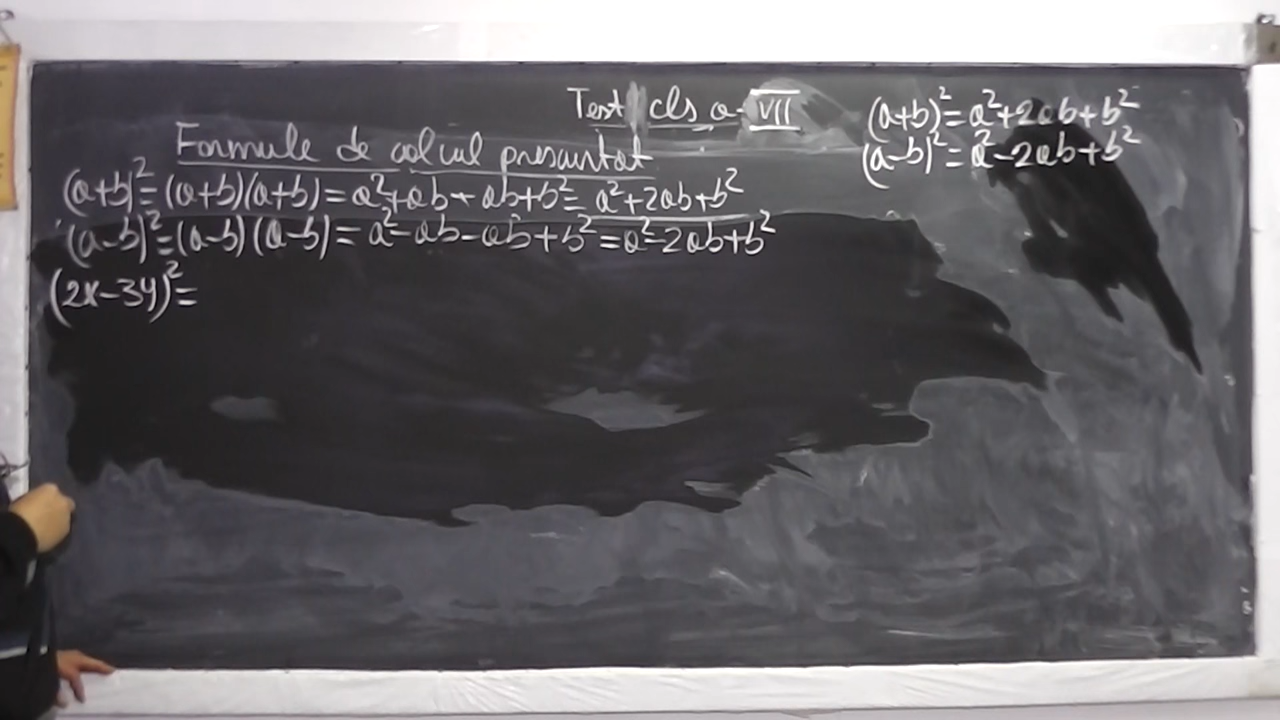 Test cls a-VII
Formule de calcul prescurtat
(a+b)²=(a+b)(a+b)=a²+ab+ab+b²=a²+2ab+b²
(a-b)²=(a-b)(a-b)=a²-ab-ab+b²=a²-2ab+b²
(2x-3y)²=
(a+b)²=a²+2ab+b²
(a-b)²=a²-2ab+b²